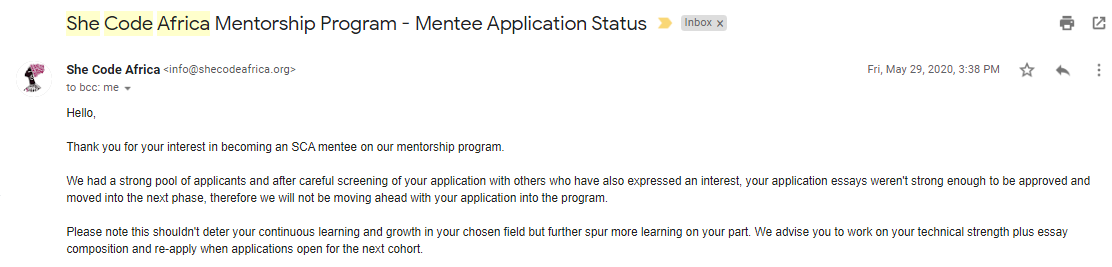 She Code Africa Mentorship Program - Mentee Application Status Inbox x
She Code Africa <info@shecodeafrica.org> Fri, May 29, 2020, 3:38 PM
to bcc: me
Hello,
Thank you for your interest in becoming an SCA mentee on our mentorship program.
We had a strong pool of applicants and after careful screening of your application with others who have also expressed an interest, your application essays weren't strong enough to be approved and
moved into the next phase, therefore we will not be moving ahead with your application into the program.
Please note this shouldn't deter your continuous learning and growth in your chosen field but further spur more learning on your part. We advise you to work on your technical strength plus essay
composition and re-apply when applications open for the next cohort.